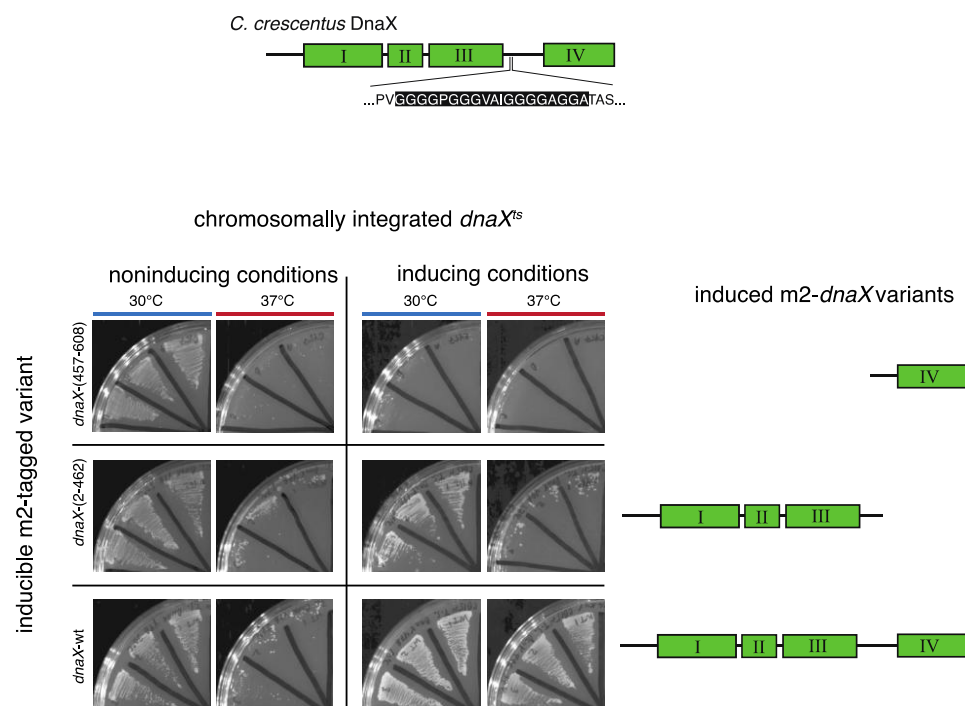 C. crescentus DnaX
I II III IV
...PVGGGGPGGGVAIGGGGAGGATAS...
chromosomally integrated dnaXts
noninducing conditions
inducing conditions
30°C 37°C 30°C 37°C
induced m2-dnaX variants
inducible m2-tagged variant
dnaX-(457-608)
IV
dnaX-(2-462)
I II III
dnaX-wt
I II III IV